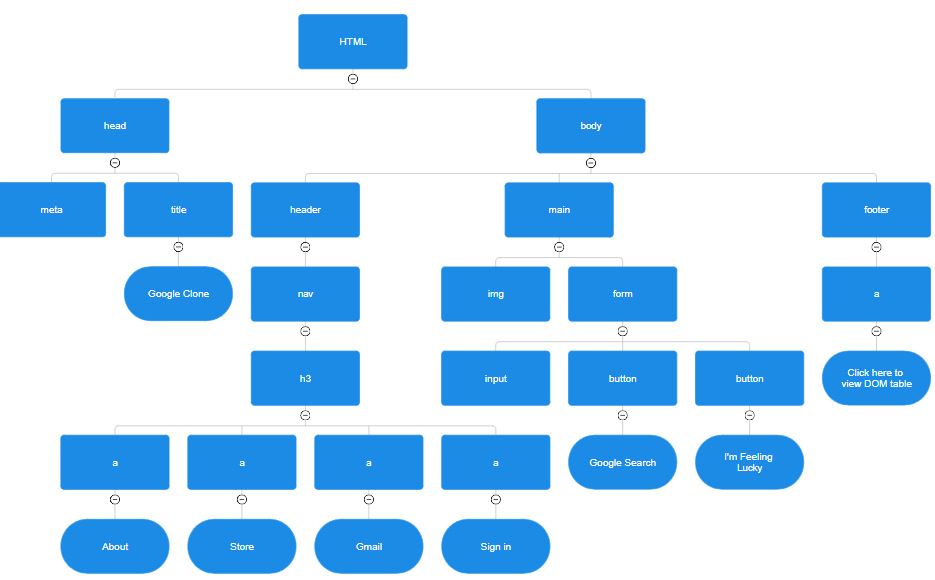 HTML
head
body
meta
title
header
main
footer
Google Clone
nav
img
form
a
h3
input
button
button
Click here to
view DOM table
a
a
a
a
Google Search
I'm Feeling
Lucky
About
Store
Gmail
Sign in